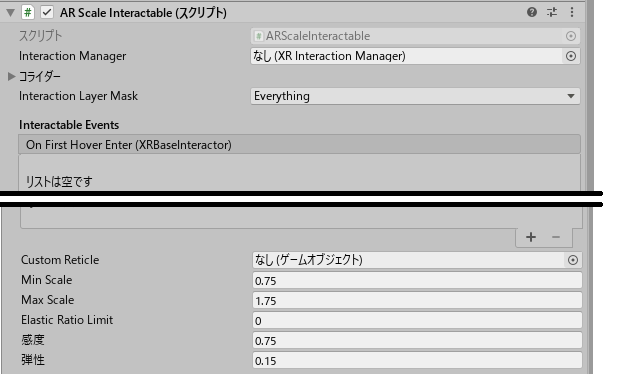 AR Scale Interactable (スクリプト)
スクリプト ARScaleInteractable
Interaction Manager なし (XR Interaction Manager)
コライダー
Interaction Layer Mask Everything
Interactable Events
On First Hover Enter (XRBaseInteractor)
リストは空です
Custom Reticle なし (ゲームオブジェクト)
Min Scale 0.75
Max Scale 1.75
Elastic Ratio Limit 0
感度 0.75
弾性 0.15